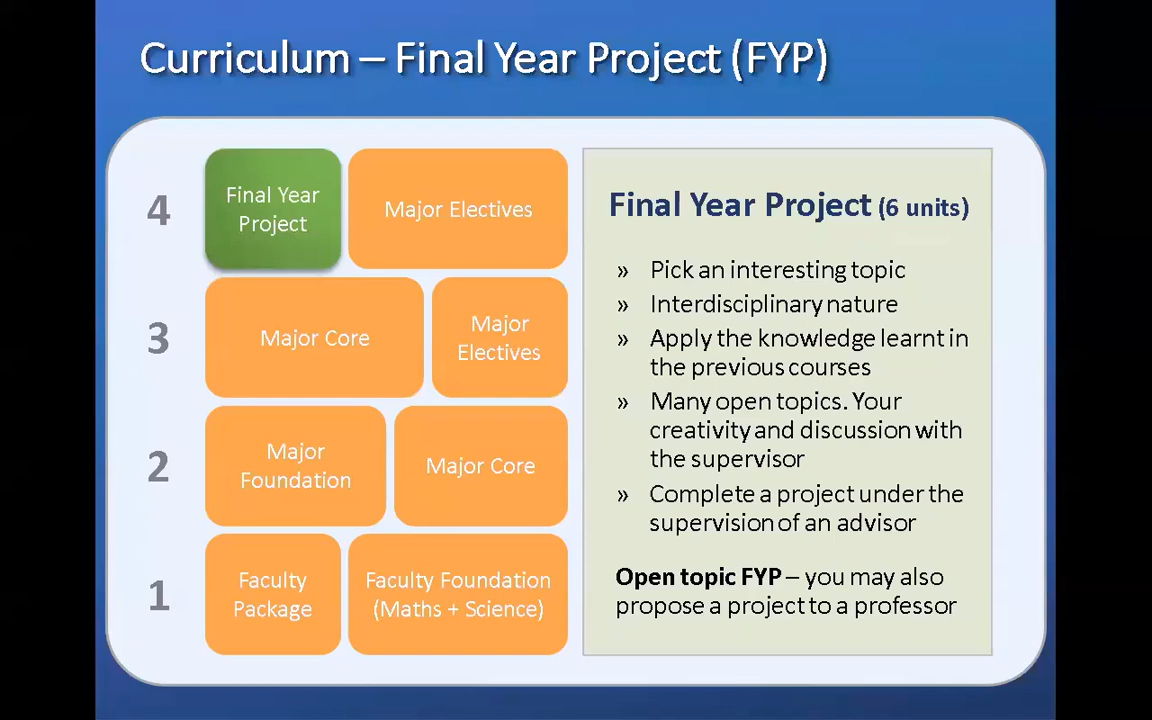 Curriculum – Final Year Project (FYP)
4
Final Year
Project
Major Electives
3
Major Core
Major
Electives
2
Major
Foundation
Major Core
1
Faculty
Package
Faculty Foundation
(Maths + Science)
Final Year Project (6 units)
» Pick an interesting topic
» Interdisciplinary nature
» Apply the knowledge learnt in
the previous courses
» Many open topics. Your
creativity and discussion with
the supervisor
» Complete a project under the
supervision of an advisor
Open topic FYP – you may also
propose a project to a professor